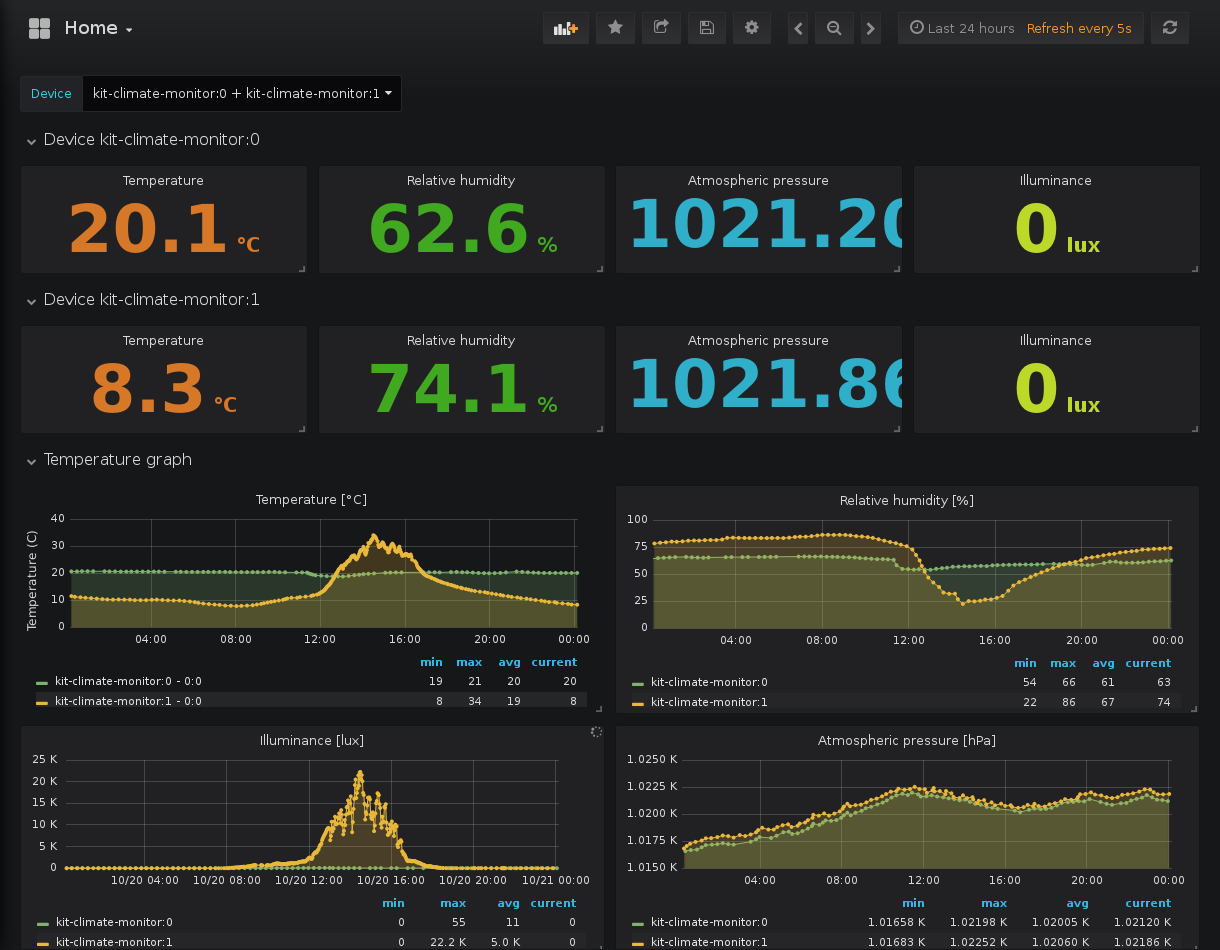 Home
Last 24 hours Refresh every 5s
Device kit-climate-monitor:0 + kit-climate-monitor:1
Device kit-climate-monitor:0
Temperature Relative humidity Atmospheric pressure Illuminance
20.1 °C 62.6 % 1021.20 0 lux
Device kit-climate-monitor:1
Temperature Relative humidity Atmospheric pressure Illuminance
8.3 °C 74.1 % 1021.86 0 lux
Temperature graph
Temperature [°C]
Temperature (C)
40
30
20
10
0
04:00 08:00 12:00 16:00 20:00 00:00
min max avg current
kit-climate-monitor:0 - 0:0 19 21 20 20
kit-climate-monitor:1 - 0:0 8 34 19 8
Relative humidity [%]
100
75
50
25
0
04:00 08:00 12:00 16:00 20:00 00:00
min max avg current
kit-climate-monitor:0 54 66 61 63
kit-climate-monitor:1 22 86 67 74
Illuminance [lux]
25 K
20 K
15 K
10 K
5 K
0
10/20 04:00 10/20 08:00 10/20 12:00 10/20 16:00 10/20 20:00 10/21 00:00
min max avg current
kit-climate-monitor:0 0 55 11 0
kit-climate-monitor:1 0 22.2 K 5.0 K 0
Atmospheric pressure [hPa]
1.0250 K
1.0225 K
1.0200 K
1.0175 K
1.0150 K
04:00 08:00 12:00 16:00 20:00 00:00
min max avg current
kit-climate-monitor:0 1.01658 K 1.02198 K 1.02005 K 1.02120 K
kit-climate-monitor:1 1.01683 K 1.02252 K 1.02060 K 1.02186 K